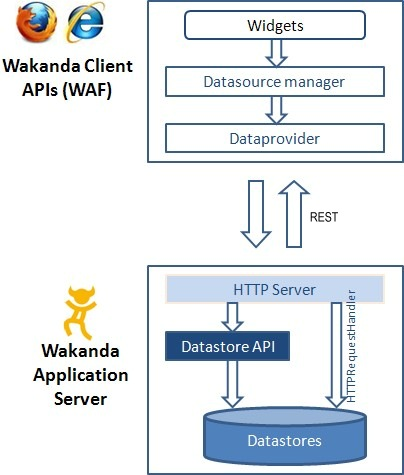 Widgets
Wakanda Client
APIs (WAF)
Datasource manager
Dataprovider
REST
HTTP Server
HTTPRequestHandler
Datastore API
Wakanda
Application
Server
Datastores